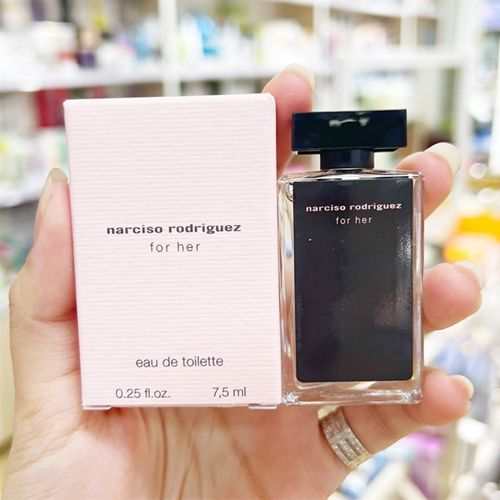 narciso rodriguez
for her
eau de toilette
0.25 fl.oz. 7,5 ml
narciso rodriguez
for her